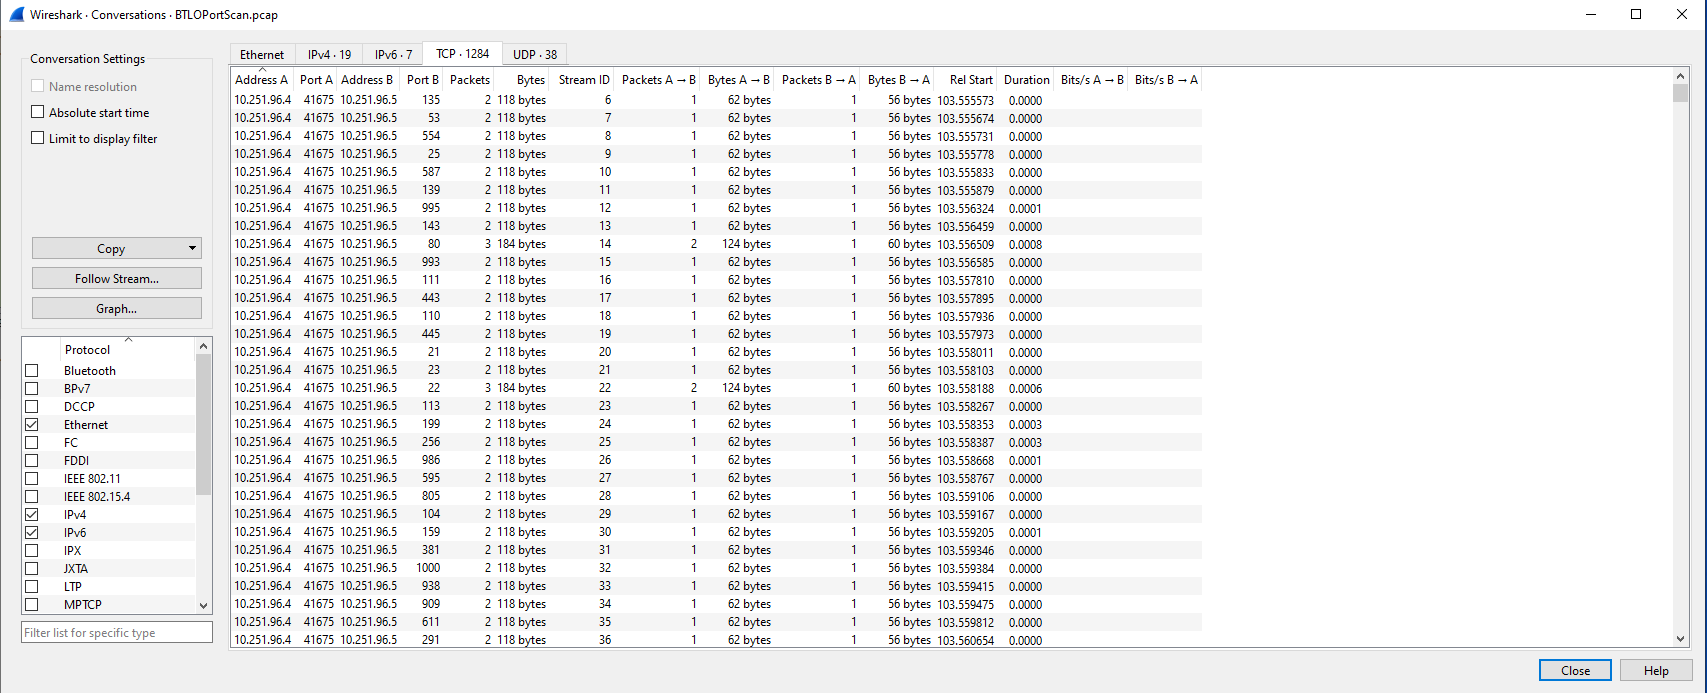 Wireshark · Conversations · BTLOPortScan.pcap
Conversation Settings
Name resolution
Absolute start time
Limit to display filter
Copy
Follow Stream...
Graph...
Protocol
Bluetooth
BPv7
DCCP
Ethernet
FC
FDDI
IEEE 802.11
IEEE 802.15.4
IPv4
IPv6
IPX
JXTA
LTP
MPTCP
Filter list for specific type
Ethernet IPv4 · 19 IPv6 · 7 TCP · 1284 UDP · 38
Address A Port A Address B Port B Packets Bytes Stream ID Packets A → B Bytes A → B Packets B → A Bytes B → A Rel Start Duration Bits/s A → B Bits/s B → A
10.251.96.4 41675 10.251.96.5 135 2 118 bytes 6 1 62 bytes 1 56 bytes 103.555573 0.0000
10.251.96.4 41675 10.251.96.5 53 2 118 bytes 7 1 62 bytes 1 56 bytes 103.555674 0.0000
10.251.96.4 41675 10.251.96.5 554 2 118 bytes 8 1 62 bytes 1 56 bytes 103.555731 0.0000
10.251.96.4 41675 10.251.96.5 25 2 118 bytes 9 1 62 bytes 1 56 bytes 103.555778 0.0000
10.251.96.4 41675 10.251.96.5 587 2 118 bytes 10 1 62 bytes 1 56 bytes 103.555833 0.0000
10.251.96.4 41675 10.251.96.5 139 2 118 bytes 11 1 62 bytes 1 56 bytes 103.555879 0.0000
10.251.96.4 41675 10.251.96.5 995 2 118 bytes 12 1 62 bytes 1 56 bytes 103.556324 0.0001
10.251.96.4 41675 10.251.96.5 143 2 118 bytes 13 1 62 bytes 1 56 bytes 103.556459 0.0000
10.251.96.4 41675 10.251.96.5 80 3 184 bytes 14 2 124 bytes 1 60 bytes 103.556509 0.0008
10.251.96.4 41675 10.251.96.5 993 2 118 bytes 15 1 62 bytes 1 56 bytes 103.556585 0.0000
10.251.96.4 41675 10.251.96.5 111 2 118 bytes 16 1 62 bytes 1 56 bytes 103.557810 0.0000
10.251.96.4 41675 10.251.96.5 443 2 118 bytes 17 1 62 bytes 1 56 bytes 103.557895 0.0000
10.251.96.4 41675 10.251.96.5 110 2 118 bytes 18 1 62 bytes 1 56 bytes 103.557936 0.0000
10.251.96.4 41675 10.251.96.5 445 2 118 bytes 19 1 62 bytes 1 56 bytes 103.557973 0.0000
10.251.96.4 41675 10.251.96.5 21 2 118 bytes 20 1 62 bytes 1 56 bytes 103.558011 0.0000
10.251.96.4 41675 10.251.96.5 23 2 118 bytes 21 1 62 bytes 1 56 bytes 103.558103 0.0000
10.251.96.4 41675 10.251.96.5 22 3 184 bytes 22 2 124 bytes 1 60 bytes 103.558188 0.0006
10.251.96.4 41675 10.251.96.5 113 2 118 bytes 23 1 62 bytes 1 56 bytes 103.558267 0.0000
10.251.96.4 41675 10.251.96.5 199 2 118 bytes 24 1 62 bytes 1 56 bytes 103.558353 0.0003
10.251.96.4 41675 10.251.96.5 256 2 118 bytes 25 1 62 bytes 1 56 bytes 103.558387 0.0003
10.251.96.4 41675 10.251.96.5 986 2 118 bytes 26 1 62 bytes 1 56 bytes 103.558668 0.0001
10.251.96.4 41675 10.251.96.5 595 2 118 bytes 27 1 62 bytes 1 56 bytes 103.558767 0.0000
10.251.96.4 41675 10.251.96.5 805 2 118 bytes 28 1 62 bytes 1 56 bytes 103.559106 0.0000
10.251.96.4 41675 10.251.96.5 104 2 118 bytes 29 1 62 bytes 1 56 bytes 103.559167 0.0000
10.251.96.4 41675 10.251.96.5 159 2 118 bytes 30 1 62 bytes 1 56 bytes 103.559205 0.0001
10.251.96.4 41675 10.251.96.5 381 2 118 bytes 31 1 62 bytes 1 56 bytes 103.559346 0.0000
10.251.96.4 41675 10.251.96.5 1000 2 118 bytes 32 1 62 bytes 1 56 bytes 103.559384 0.0000
10.251.96.4 41675 10.251.96.5 938 2 118 bytes 33 1 62 bytes 1 56 bytes 103.559415 0.0000
10.251.96.4 41675 10.251.96.5 909 2 118 bytes 34 1 62 bytes 1 56 bytes 103.559475 0.0000
10.251.96.4 41675 10.251.96.5 611 2 118 bytes 35 1 62 bytes 1 56 bytes 103.559812 0.0000
10.251.96.4 41675 10.251.96.5 291 2 118 bytes 36 1 62 bytes 1 56 bytes 103.560654 0.0000
Close Help